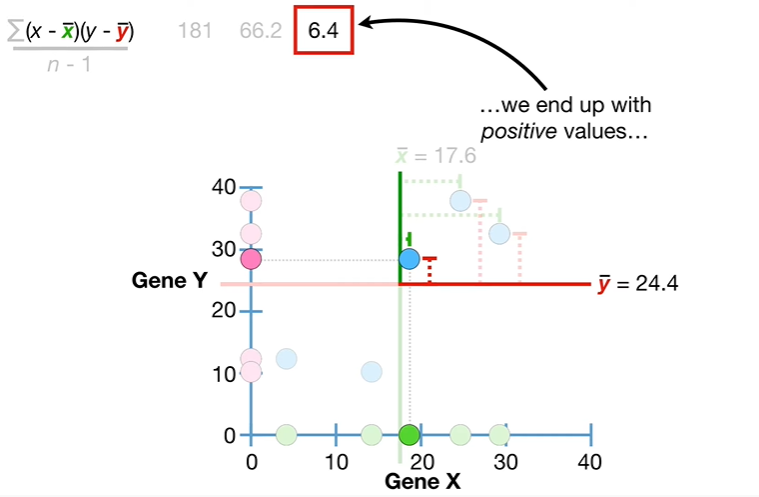 ∑(x - x̅)(y - y̅) 181 66.2 6.4
n - 1
...we end up with
positive values...
x̅ = 17.6
40
30
Gene Y
y̅ = 24.4
20
10
0
0 10 20 30 40
Gene X